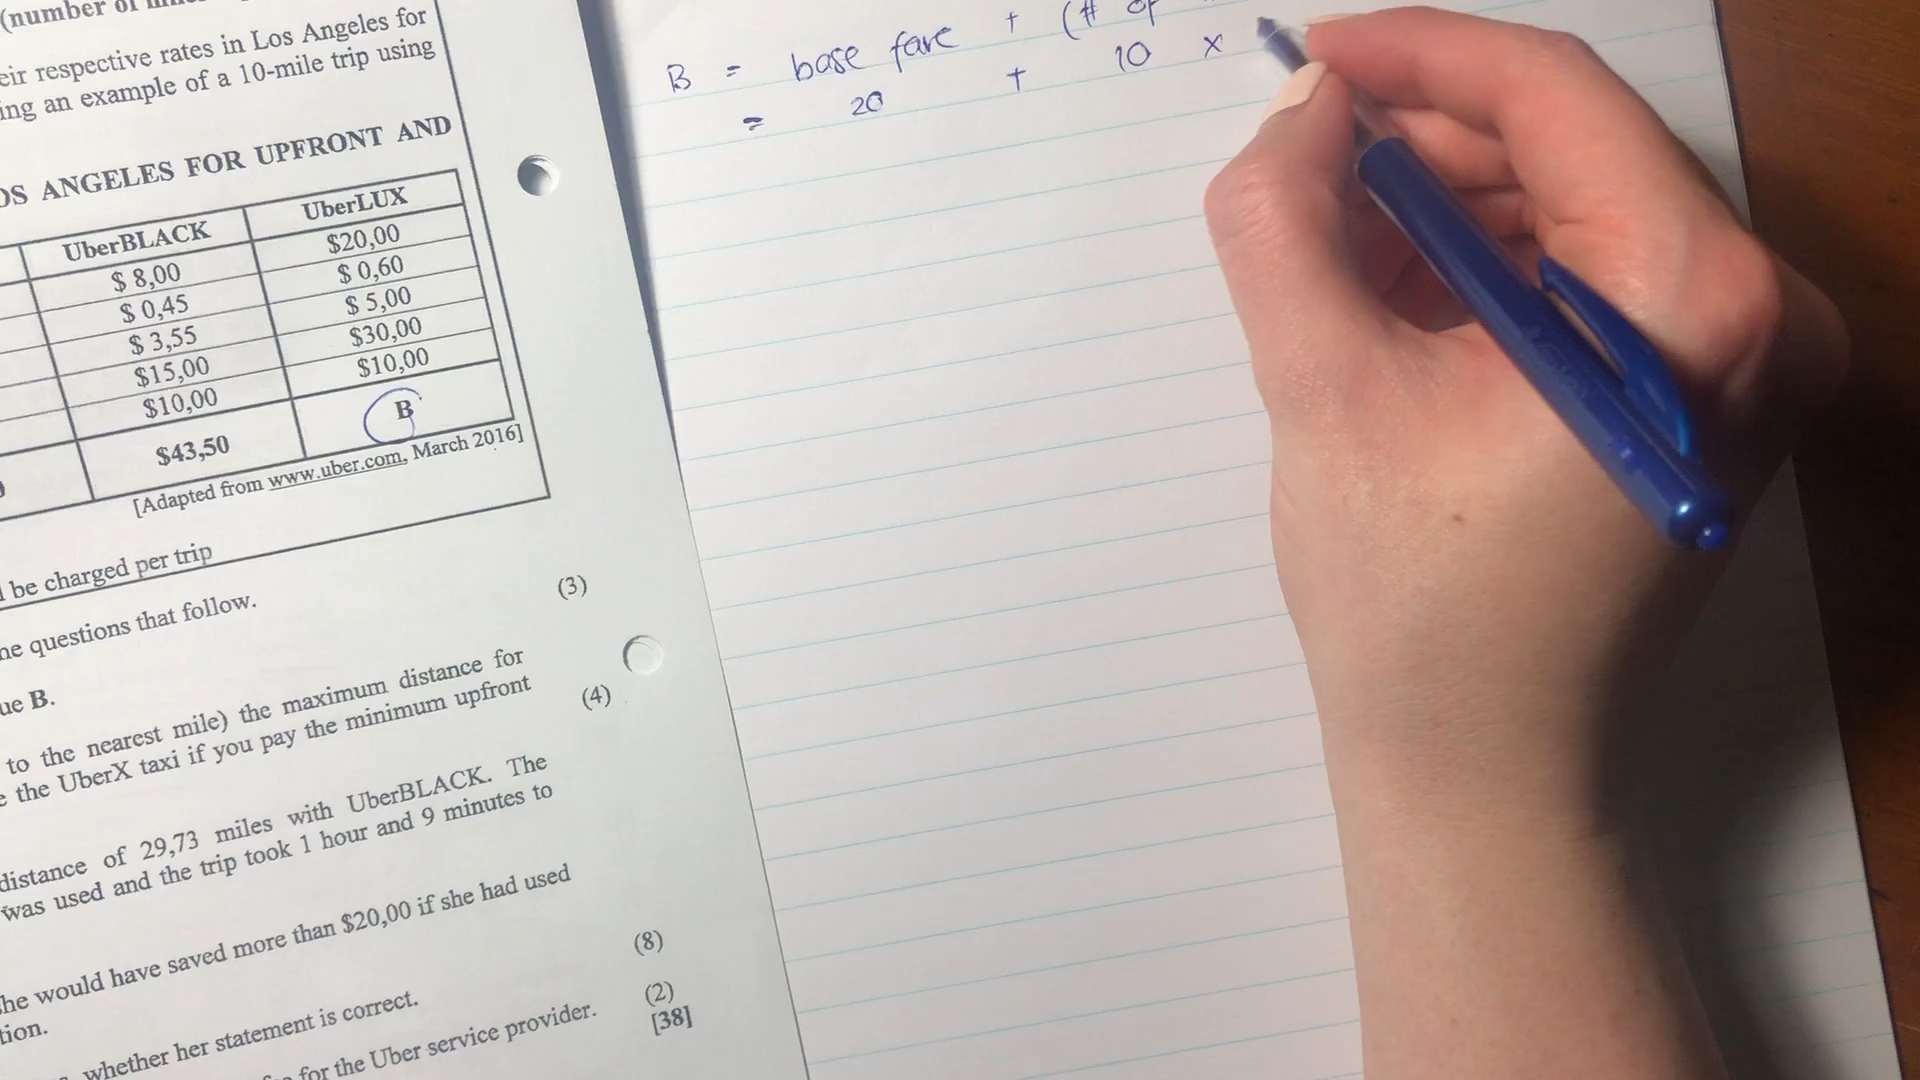 (number of
eir respective rates in Los Angeles for
ing an example of a 10-mile trip using
OS ANGELES FOR UPFRONT AND
UberBLACK UberLUX
$ 8,00 $20,00
$ 0,45 $ 0,60
$ 3,55 $ 5,00
$15,00 $30,00
$10,00 $10,00
$43,50 B
[Adapted from www.uber.com, March 2016]
be charged per trip
ne questions that follow.
(3)
ue B.
to the nearest mile) the maximum distance for
e the UberX taxi if you pay the minimum upfront
(4)
distance of 29,73 miles with UberBLACK. The
was used and the trip took 1 hour and 9 minutes to
he would have saved more than $20,00 if she had used
tion.
(8)
whether her statement is correct.
(2)
for the Uber service provider.
[38]
B = base fare + (# of
= 20 + 10 ×